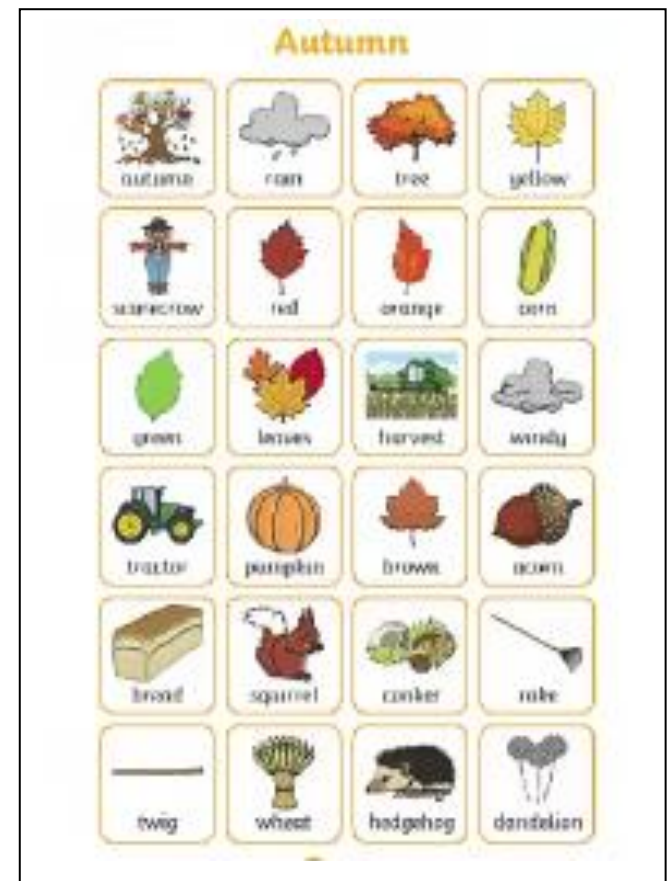 Autumn
autumn rain tree yellow
scarecrow red orange corn
green leaves harvest windy
tractor pumpkin brown acorn
bread squirrel conker rake
twig wheat hedgehog dandelion